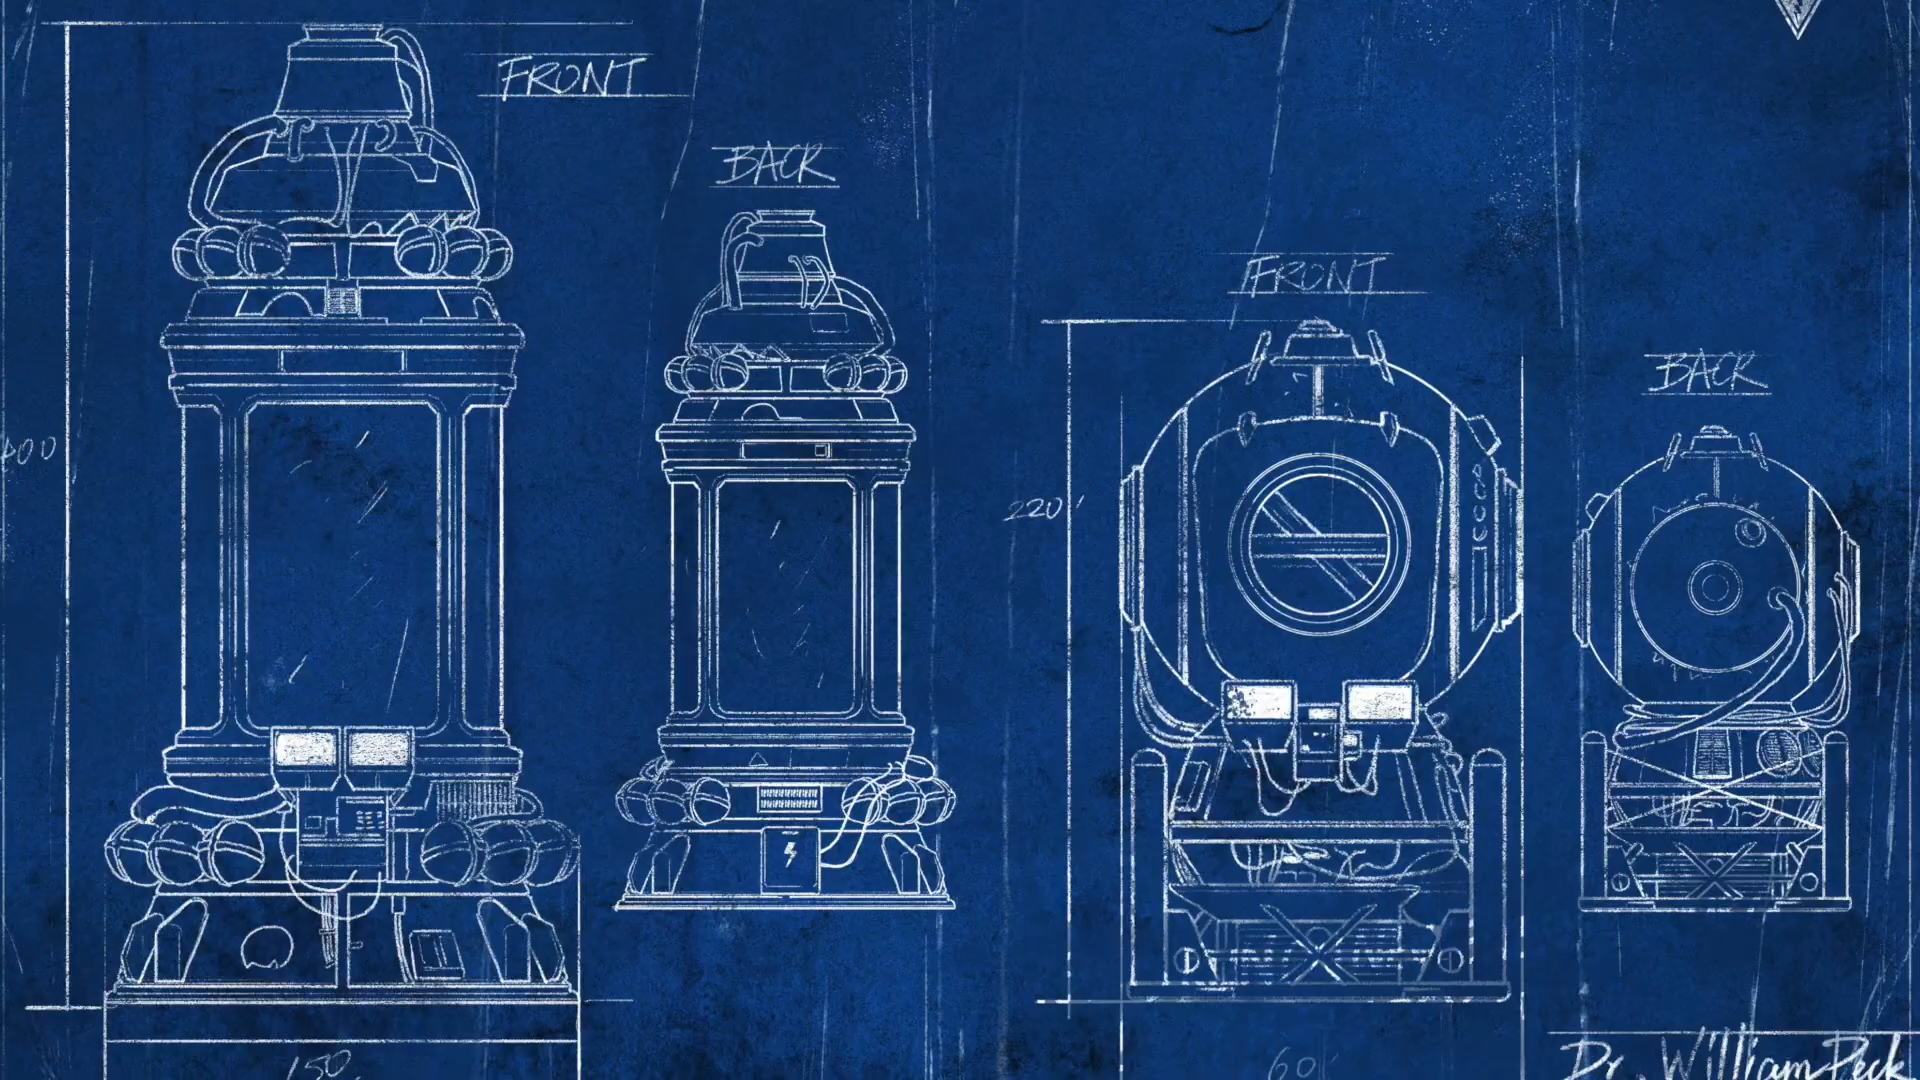 FRONT
BACK
FRONT
BACK
400
220'
150
60'
Dr. William Peck